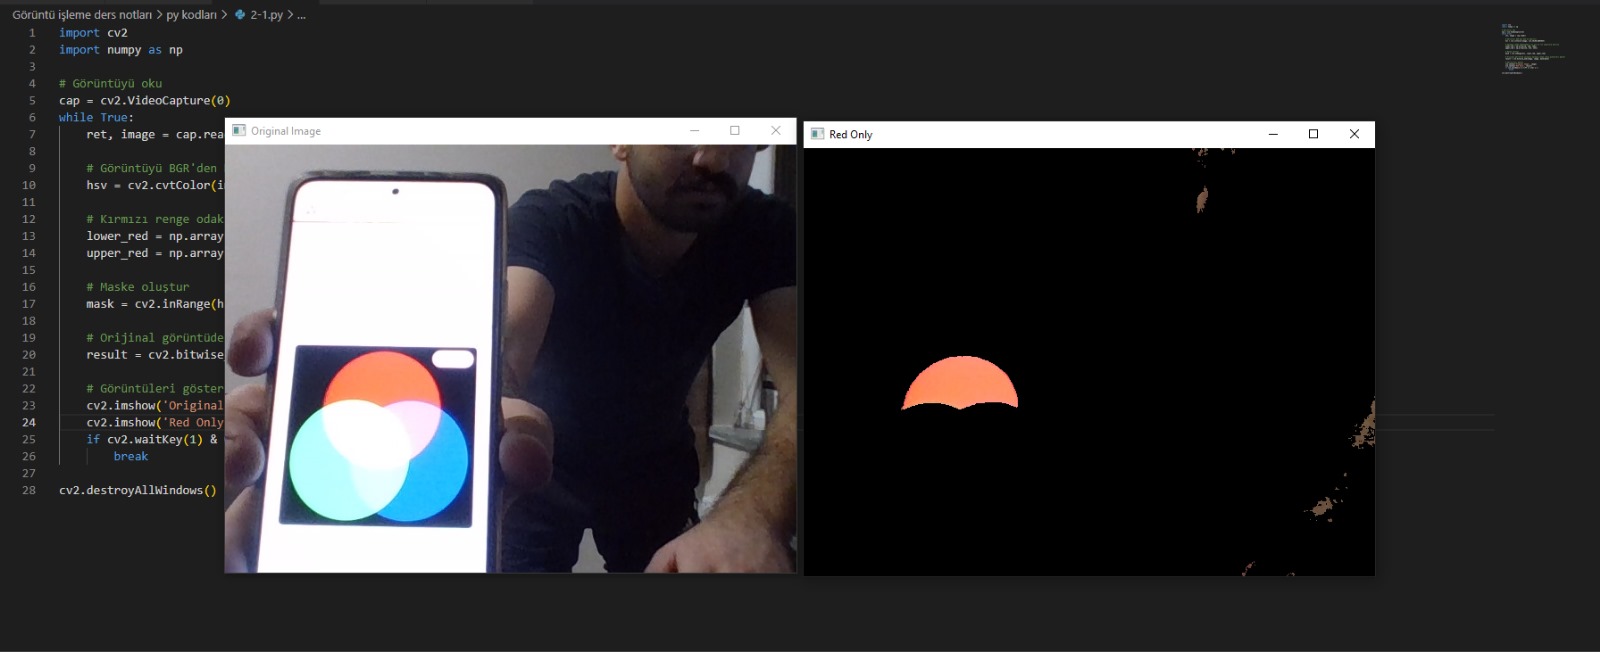 Görüntü işleme ders notları > py kodları > 2-1.py > ...
1 import cv2
2 import numpy as np
3
4 # Görüntüyü oku
5 cap = cv2.VideoCapture(0)
6 while True:
7 ret, image = cap.rea
8
9 # Görüntüyü BGR'den
10 hsv = cv2.cvtColor(i
11
12 # Kırmızı renge odak
13 lower_red = np.array
14 upper_red = np.array
15
16 # Maske oluştur
17 mask = cv2.inRange(h
18
19 # Orijinal görüntüde
20 result = cv2.bitwise
21
22 # Görüntüleri göster
23 cv2.imshow('Original
24 cv2.imshow('Red Only
25 if cv2.waitKey(1) &
26 break
27
28 cv2.destroyAllWindows()
Original Image
Red Only